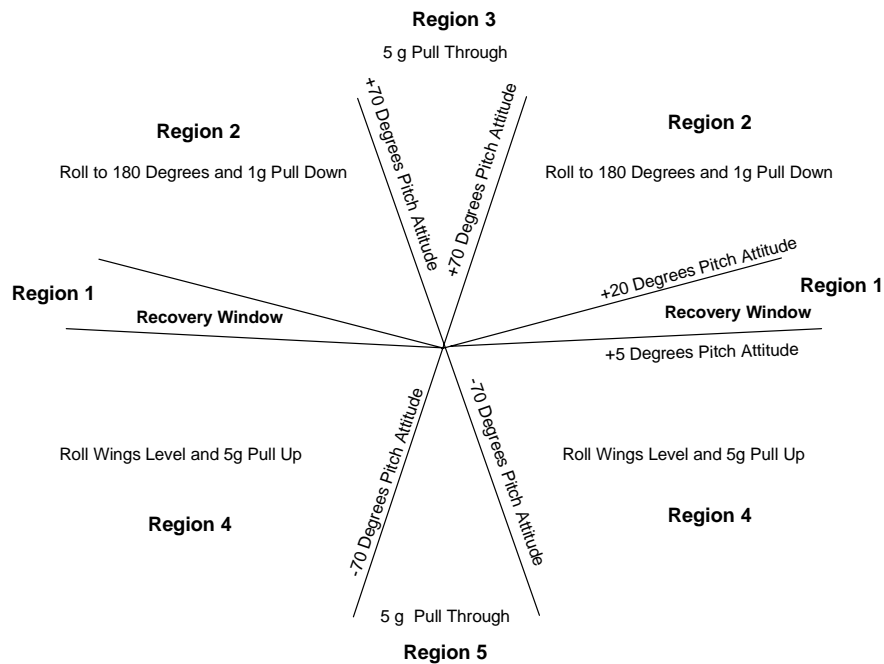 Region 3
5 g Pull Through
+70 Degrees Pitch Attitude
+70 Degrees Pitch Attitude
Region 2
Region 2
Roll to 180 Degrees and 1g Pull Down
Roll to 180 Degrees and 1g Pull Down
+20 Degrees Pitch Attitude
Region 1
Region 1
Recovery Window
Recovery Window
+5 Degrees Pitch Attitude
-70 Degrees Pitch Attitude
-70 Degrees Pitch Attitude
Roll Wings Level and 5g Pull Up
Roll Wings Level and 5g Pull Up
Region 4
Region 4
5 g Pull Through
Region 5